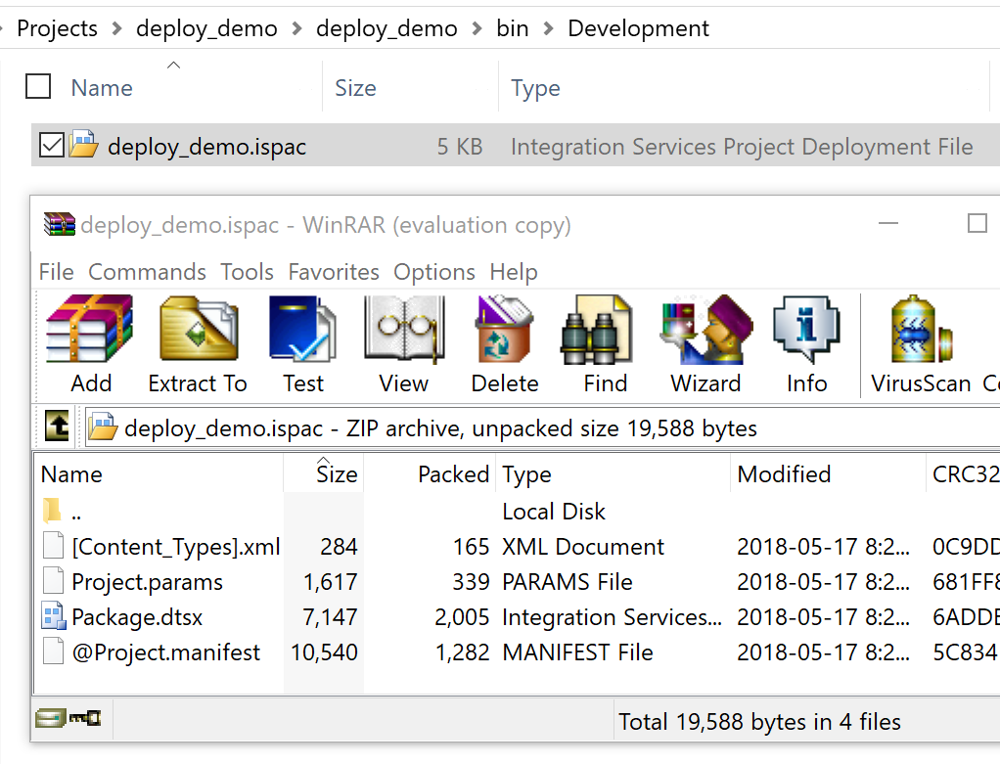 Projects > deploy_demo > deploy_demo > bin > Development
Name Size Type
deploy_demo.ispac 5 KB Integration Services Project Deployment File
deploy_demo.ispac - WinRAR (evaluation copy)
File Commands Tools Favorites Options Help
Add Extract To Test View Delete Find Wizard Info VirusScan Co
deploy_demo.ispac - ZIP archive, unpacked size 19,588 bytes
Name Size Packed Type Modified CRC32
.. Local Disk
[Content_Types].xml 284 165 XML Document 2018-05-17 8:2... 0C9DD
Project.params 1,617 339 PARAMS File 2018-05-17 8:2... 681FF8
Package.dtsx 7,147 2,005 Integration Services... 2018-05-17 8:2... 6ADDE
@Project.manifest 10,540 1,282 MANIFEST File 2018-05-17 8:2... 5C834
Total 19,588 bytes in 4 files